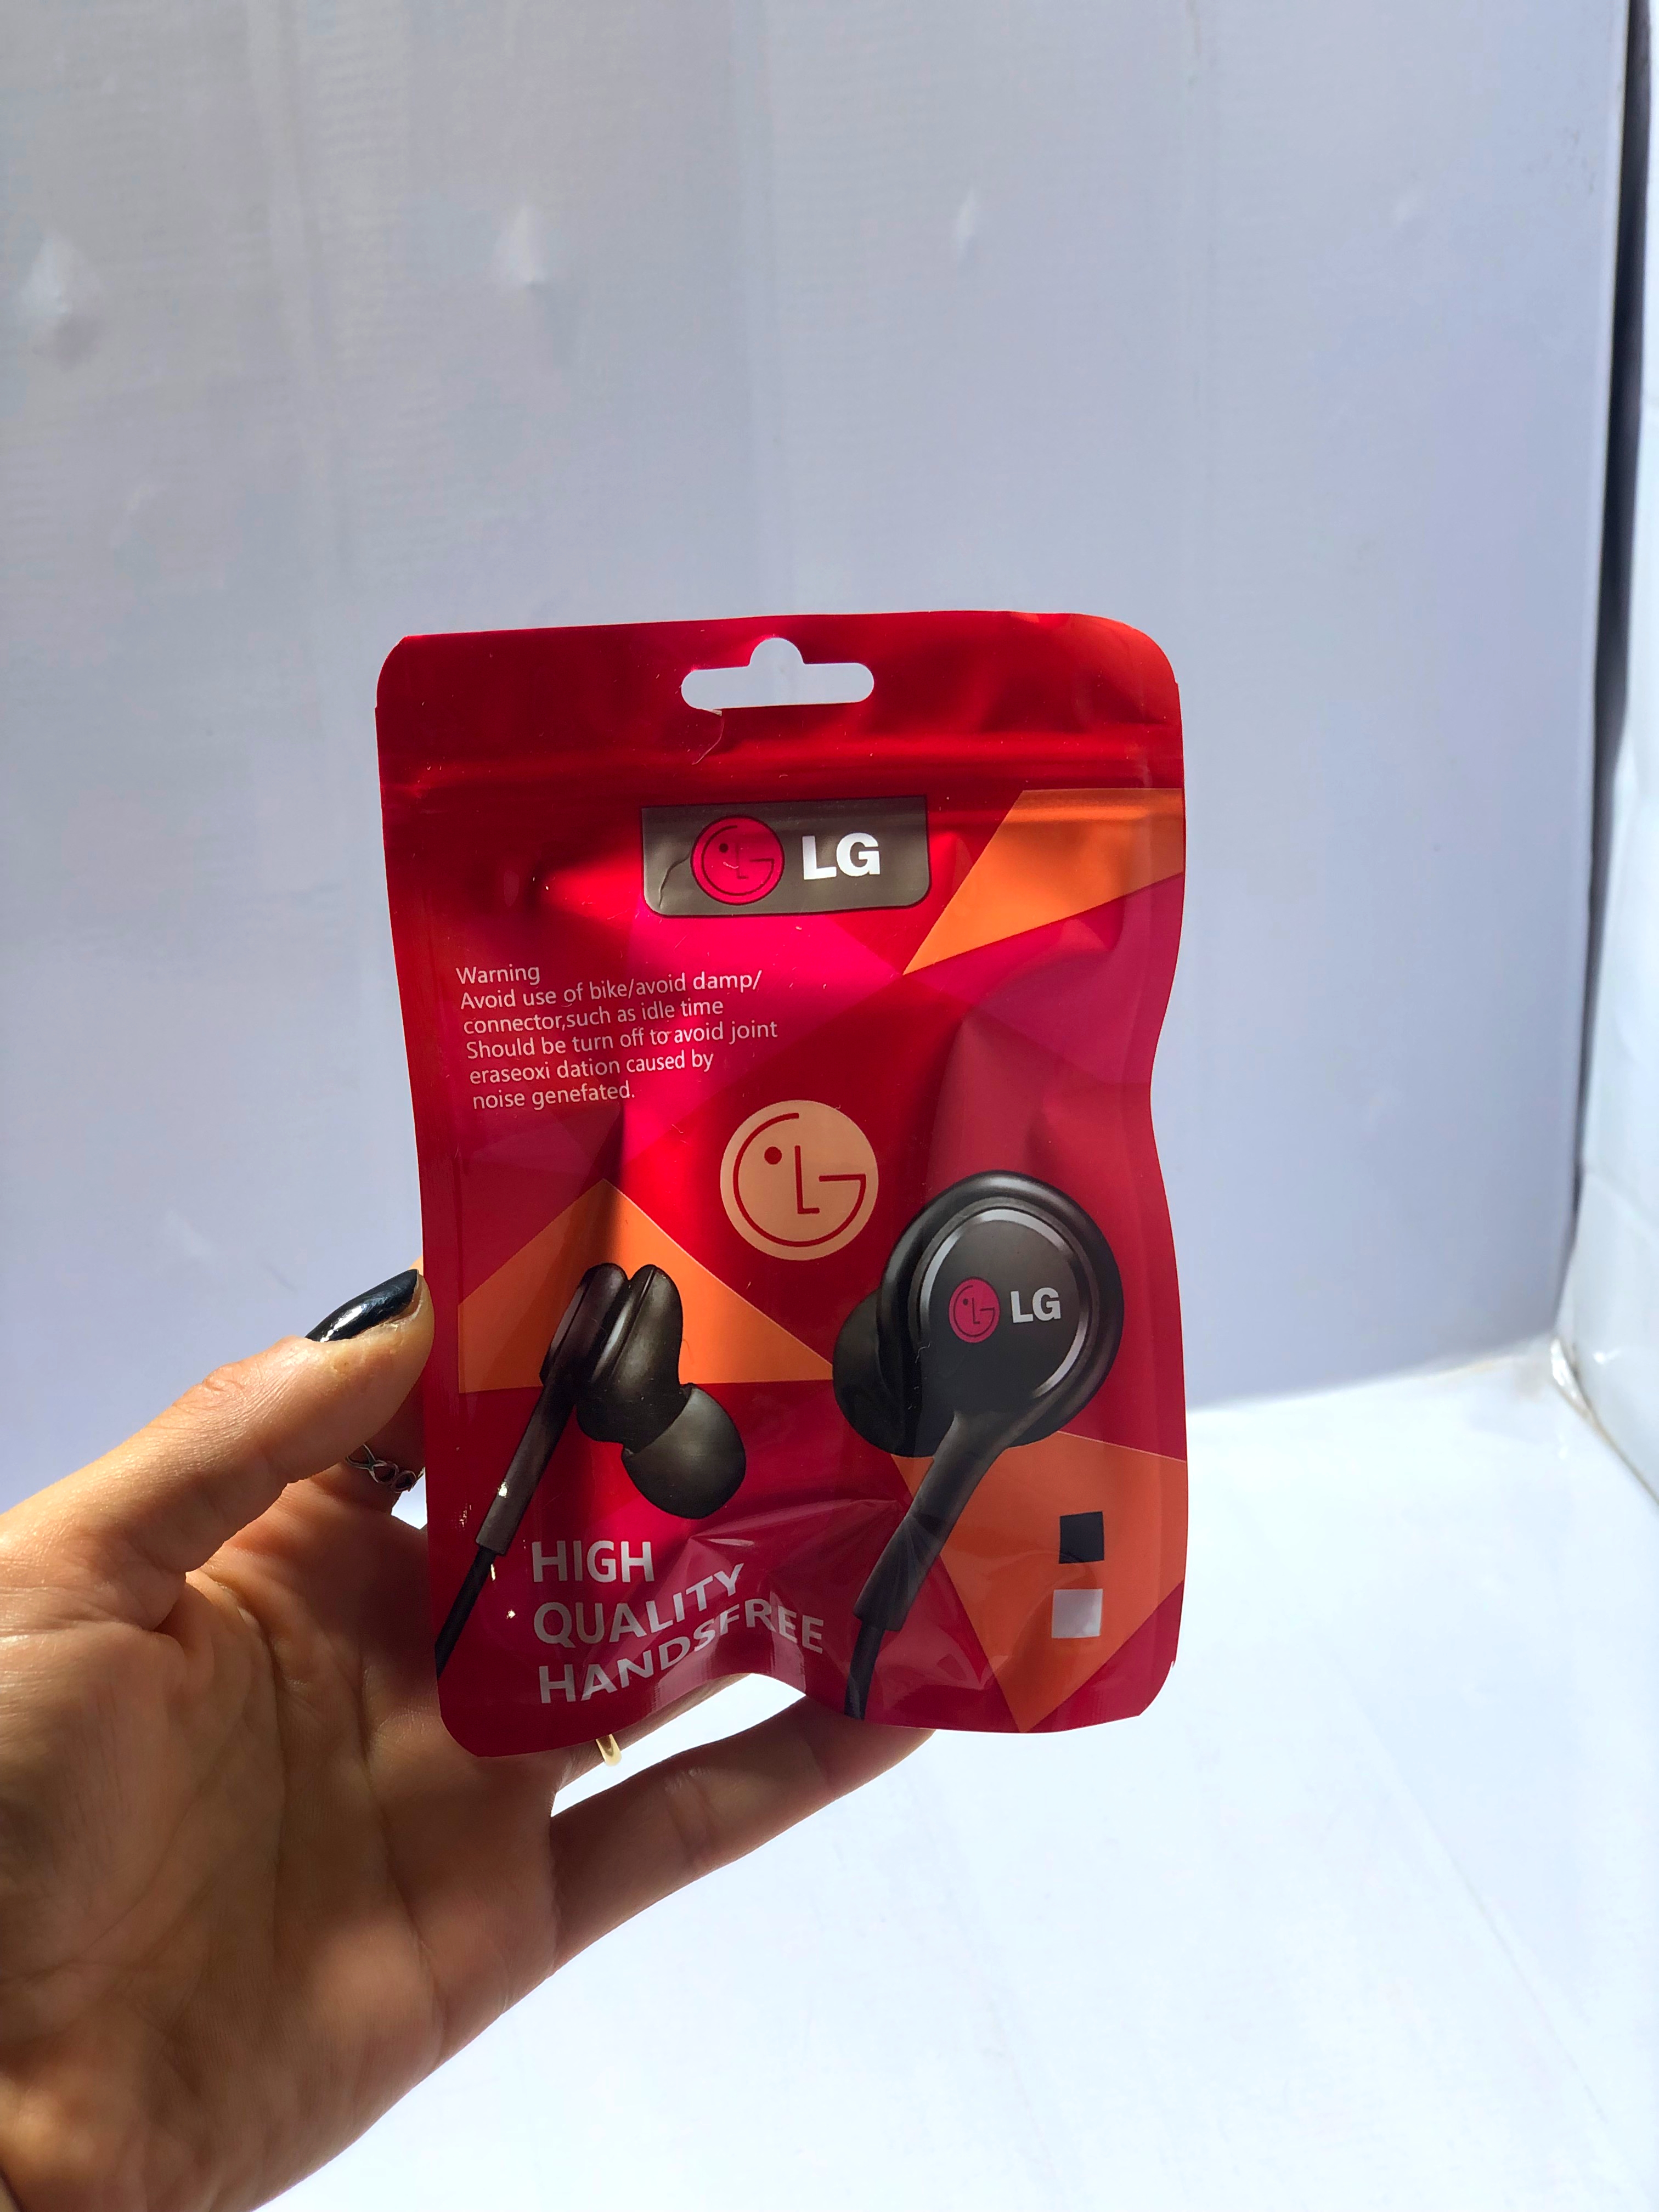 LG
Warning
Avoid use of bike/avoid damp/
connector,such as idle time
Should be turn off to avoid joint
eraseoxi dation caused by
noise genefated.
LG
HIGH
QUALITY
HANDSFREE